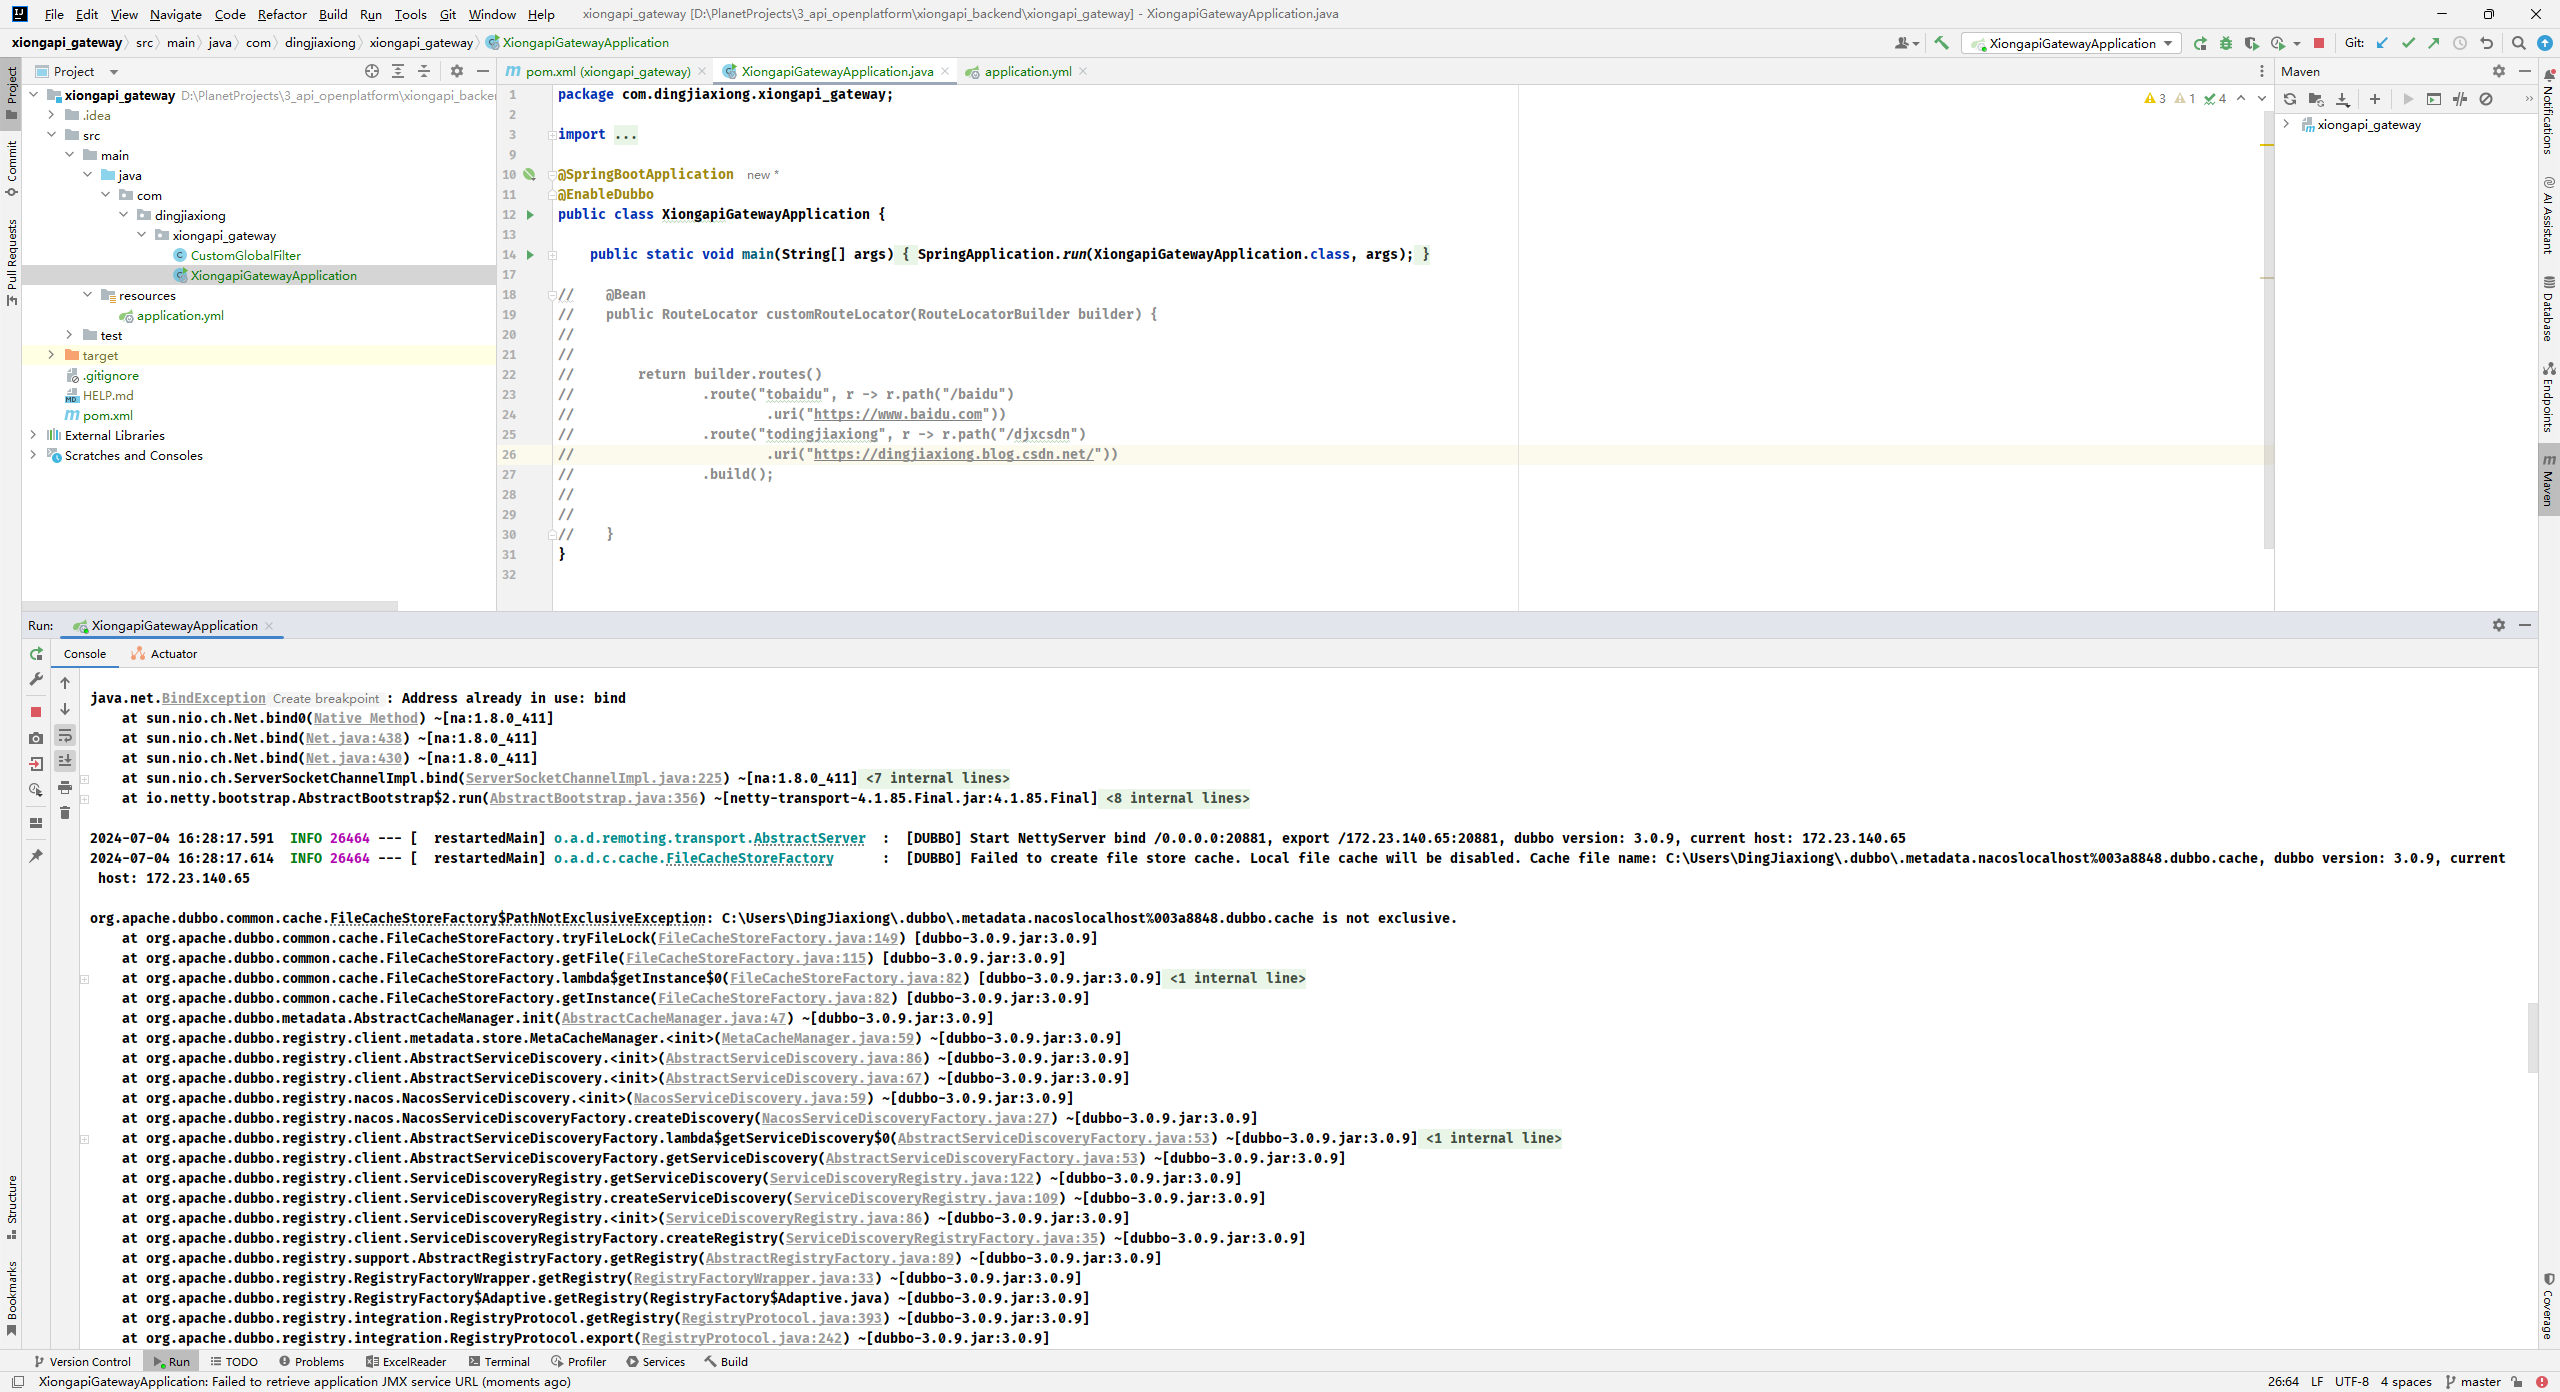 File Edit View Navigate Code Refactor Build Run Tools Git Window Help xiongapi_gateway [D:\PlanetProjects\3_api_openplatform\xiongapi_backend\xiongapi_gateway] - XiongapiGatewayApplication.java
xiongapi_gateway src main java com dingjiaxiong xiongapi_gateway XiongapiGatewayApplication
XiongapiGatewayApplication Git:
Project
pom.xml (xiongapi_gateway) XiongapiGatewayApplication.java application.yml
Maven
xiongapi_gateway D:\PlanetProjects\3_api_openplatform\xiongapi_backen
.idea
src
main
java
com
dingjiaxiong
xiongapi_gateway
CustomGlobalFilter
XiongapiGatewayApplication
resources
application.yml
test
target
.gitignore
HELP.md
pom.xml
External Libraries
Scratches and Consoles
3 1 4
1 package com.dingjiaxiong.xiongapi_gateway;
2
3 import ...
9
10 @SpringBootApplication new *
11 @EnableDubbo
12 public class XiongapiGatewayApplication {
13
14 public static void main(String[] args) { SpringApplication.run(XiongapiGatewayApplication.class, args); }
17
18 // @Bean
19 // public RouteLocator customRouteLocator(RouteLocatorBuilder builder) {
20 //
21 //
22 // return builder.routes()
23 // .route("tobaidu", r -> r.path("/baidu")
24 // .uri("https://www.baidu.com"))
25 // .route("todingjiaxiong", r -> r.path("/djxcsdn")
26 // .uri("https://dingjiaxiong.blog.csdn.net/"))
27 // .build();
28 //
29 //
30 // }
31 }
32
xiongapi_gateway
Project
Commit
Pull Requests
Structure
Bookmarks
Notifications
AI Assistant
Database
Endpoints
Maven
Coverage
Run: XiongapiGatewayApplication
Console Actuator
java.net.BindException Create breakpoint : Address already in use: bind
at sun.nio.ch.Net.bind0(Native Method) ~[na:1.8.0_411]
at sun.nio.ch.Net.bind(Net.java:438) ~[na:1.8.0_411]
at sun.nio.ch.Net.bind(Net.java:430) ~[na:1.8.0_411]
at sun.nio.ch.ServerSocketChannelImpl.bind(ServerSocketChannelImpl.java:225) ~[na:1.8.0_411] <7 internal lines>
at io.netty.bootstrap.AbstractBootstrap$2.run(AbstractBootstrap.java:356) ~[netty-transport-4.1.85.Final.jar:4.1.85.Final] <8 internal lines>
2024-07-04 16:28:17.591 INFO 26464 --- [ restartedMain] o.a.d.remoting.transport.AbstractServer : [DUBBO] Start NettyServer bind /0.0.0.0:20881, export /172.23.140.65:20881, dubbo version: 3.0.9, current host: 172.23.140.65
2024-07-04 16:28:17.614 INFO 26464 --- [ restartedMain] o.a.d.c.cache.FileCacheStoreFactory : [DUBBO] Failed to create file store cache. Local file cache will be disabled. Cache file name: C:\Users\DingJiaxiong\.dubbo\.metadata.nacoslocalhost%003a8848.dubbo.cache, dubbo version: 3.0.9, current
host: 172.23.140.65
org.apache.dubbo.common.cache.FileCacheStoreFactory$PathNotExclusiveException: C:\Users\DingJiaxiong\.dubbo\.metadata.nacoslocalhost%003a8848.dubbo.cache is not exclusive.
at org.apache.dubbo.common.cache.FileCacheStoreFactory.tryFileLock(FileCacheStoreFactory.java:149) [dubbo-3.0.9.jar:3.0.9]
at org.apache.dubbo.common.cache.FileCacheStoreFactory.getFile(FileCacheStoreFactory.java:115) [dubbo-3.0.9.jar:3.0.9]
at org.apache.dubbo.common.cache.FileCacheStoreFactory.lambda$getInstance$0(FileCacheStoreFactory.java:82) [dubbo-3.0.9.jar:3.0.9] <1 internal line>
at org.apache.dubbo.common.cache.FileCacheStoreFactory.getInstance(FileCacheStoreFactory.java:82) [dubbo-3.0.9.jar:3.0.9]
at org.apache.dubbo.metadata.AbstractCacheManager.init(AbstractCacheManager.java:47) ~[dubbo-3.0.9.jar:3.0.9]
at org.apache.dubbo.registry.client.metadata.store.MetaCacheManager.<init>(MetaCacheManager.java:59) ~[dubbo-3.0.9.jar:3.0.9]
at org.apache.dubbo.registry.client.AbstractServiceDiscovery.<init>(AbstractServiceDiscovery.java:86) ~[dubbo-3.0.9.jar:3.0.9]
at org.apache.dubbo.registry.client.AbstractServiceDiscovery.<init>(AbstractServiceDiscovery.java:67) ~[dubbo-3.0.9.jar:3.0.9]
at org.apache.dubbo.registry.nacos.NacosServiceDiscovery.<init>(NacosServiceDiscovery.java:59) ~[dubbo-3.0.9.jar:3.0.9]
at org.apache.dubbo.registry.nacos.NacosServiceDiscoveryFactory.createDiscovery(NacosServiceDiscoveryFactory.java:27) ~[dubbo-3.0.9.jar:3.0.9]
at org.apache.dubbo.registry.client.AbstractServiceDiscoveryFactory.lambda$getServiceDiscovery$0(AbstractServiceDiscoveryFactory.java:53) ~[dubbo-3.0.9.jar:3.0.9] <1 internal line>
at org.apache.dubbo.registry.client.AbstractServiceDiscoveryFactory.getServiceDiscovery(AbstractServiceDiscoveryFactory.java:53) ~[dubbo-3.0.9.jar:3.0.9]
at org.apache.dubbo.registry.client.ServiceDiscoveryRegistry.getServiceDiscovery(ServiceDiscoveryRegistry.java:122) ~[dubbo-3.0.9.jar:3.0.9]
at org.apache.dubbo.registry.client.ServiceDiscoveryRegistry.createServiceDiscovery(ServiceDiscoveryRegistry.java:109) ~[dubbo-3.0.9.jar:3.0.9]
at org.apache.dubbo.registry.client.ServiceDiscoveryRegistry.<init>(ServiceDiscoveryRegistry.java:86) ~[dubbo-3.0.9.jar:3.0.9]
at org.apache.dubbo.registry.client.ServiceDiscoveryRegistryFactory.createRegistry(ServiceDiscoveryRegistryFactory.java:35) ~[dubbo-3.0.9.jar:3.0.9]
at org.apache.dubbo.registry.support.AbstractRegistryFactory.getRegistry(AbstractRegistryFactory.java:89) ~[dubbo-3.0.9.jar:3.0.9]
at org.apache.dubbo.registry.RegistryFactoryWrapper.getRegistry(RegistryFactoryWrapper.java:33) ~[dubbo-3.0.9.jar:3.0.9]
at org.apache.dubbo.registry.RegistryFactory$Adaptive.getRegistry(RegistryFactory$Adaptive.java) ~[dubbo-3.0.9.jar:3.0.9]
at org.apache.dubbo.registry.integration.RegistryProtocol.getRegistry(RegistryProtocol.java:393) ~[dubbo-3.0.9.jar:3.0.9]
at org.apache.dubbo.registry.integration.RegistryProtocol.export(RegistryProtocol.java:242) ~[dubbo-3.0.9.jar:3.0.9]
Version Control Run TODO Problems ExcelReader Terminal Profiler Services Build
XiongapiGatewayApplication: Failed to retrieve application JMX service URL (moments ago) 26:64 LF UTF-8 4 spaces master